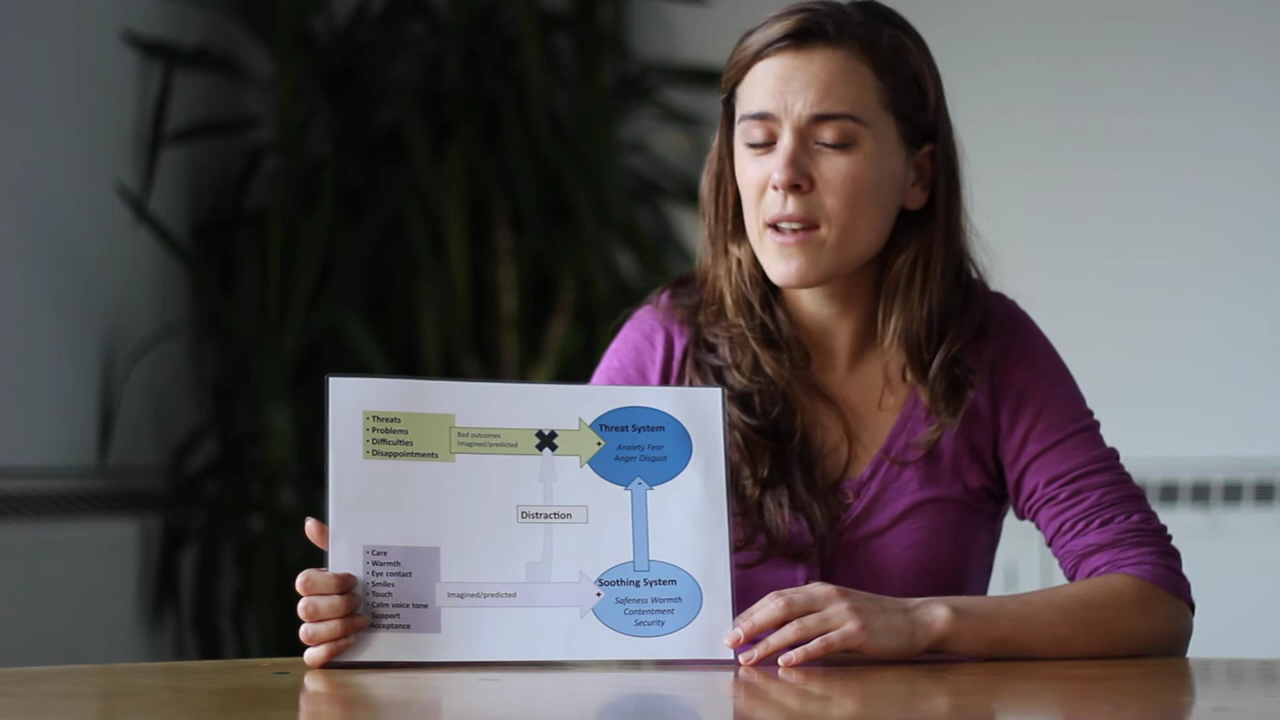 • Threats
• Problems
• Difficulties
• Disappointments
Bad outcomes
Imagined/predicted
+
Threat System
Anxiety Fear
Anger Disgust
-
Distraction
• Care
• Warmth
• Eye contact
• Smiles
• Touch
• Calm voice tone
• Support
Acceptance
Imagined/predicted
+
Soothing System
Safeness Warmth
Contentment
Security